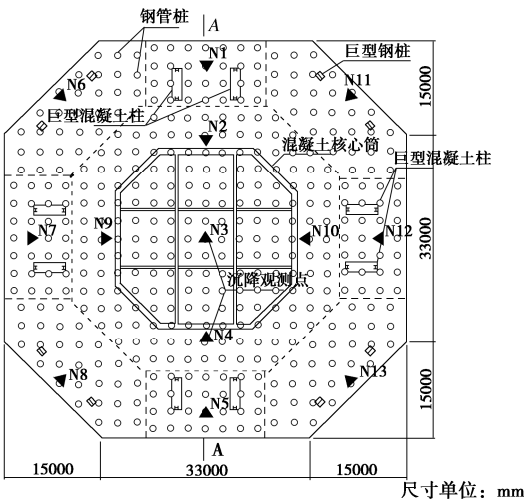 钢管桩
A
N1
巨型钢桩
N6
N11
15000
巨型混凝土柱
N2
混凝土核心筒
巨型混凝土柱
N7
N9
N3
N10
N12
33000
沉降观测点
N4
N8
N13
N5
15000
A
15000
33000
15000
尺寸单位：mm